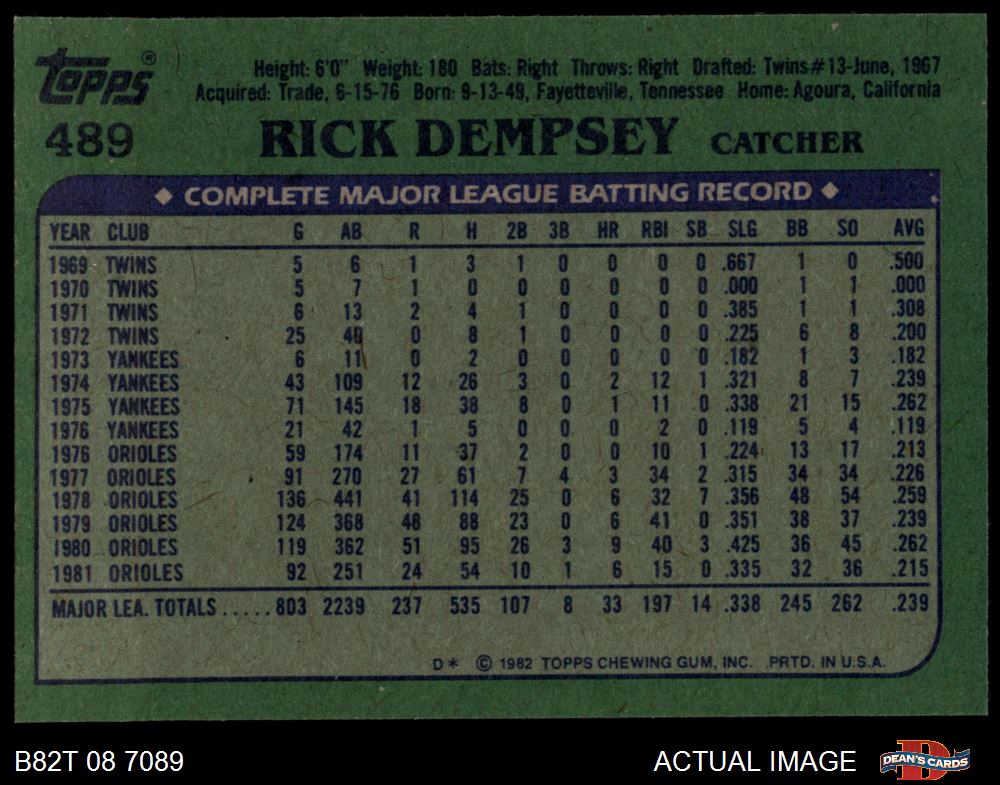 Topps®
Height: 6'0" Weight: 180 Bats: Right Throws: Right Drafted: Twins#13-June, 1967
Acquired: Trade, 6-15-76 Born: 9-13-49, Fayetteville, Tennessee Home: Agoura, California
489 RICK DEMPSEY CATCHER
◆ COMPLETE MAJOR LEAGUE BATTING RECORD ◆
YEAR CLUB G AB R H 2B 3B HR RBI SB SLG BB SO AVG
1969 TWINS 5 6 1 3 1 0 0 0 0 .667 1 0 .500
1970 TWINS 5 7 1 0 0 0 0 0 0 .000 1 1 .000
1971 TWINS 6 13 2 4 1 0 0 0 0 .385 1 1 .308
1972 TWINS 25 40 0 8 1 0 0 0 0 .225 6 8 .200
1973 YANKEES 6 11 0 2 0 0 0 0 0 .182 1 3 .182
1974 YANKEES 43 109 12 26 3 0 2 12 1 .321 8 7 .239
1975 YANKEES 71 145 18 38 8 0 1 11 0 .338 21 15 .262
1976 YANKEES 21 42 1 5 0 0 0 2 0 .119 5 4 .119
1976 ORIOLES 59 174 11 37 2 0 0 10 1 .224 13 17 .213
1977 ORIOLES 91 270 27 61 7 4 3 34 2 .315 34 34 .226
1978 ORIOLES 136 441 41 114 25 0 6 32 7 .356 48 54 .259
1979 ORIOLES 124 368 48 88 23 0 6 41 0 .351 38 37 .239
1980 ORIOLES 119 362 51 95 26 3 9 40 3 .425 36 45 .262
1981 ORIOLES 92 251 24 54 10 1 6 15 0 .335 32 36 .215
MAJOR LEA. TOTALS ..... 803 2239 237 535 107 8 33 197 14 .338 245 262 .239
D* © 1982 TOPPS CHEWING GUM, INC. PRTD. IN U.S.A.
B82T 08 7089 ACTUAL IMAGE D DEAN'S CARDS